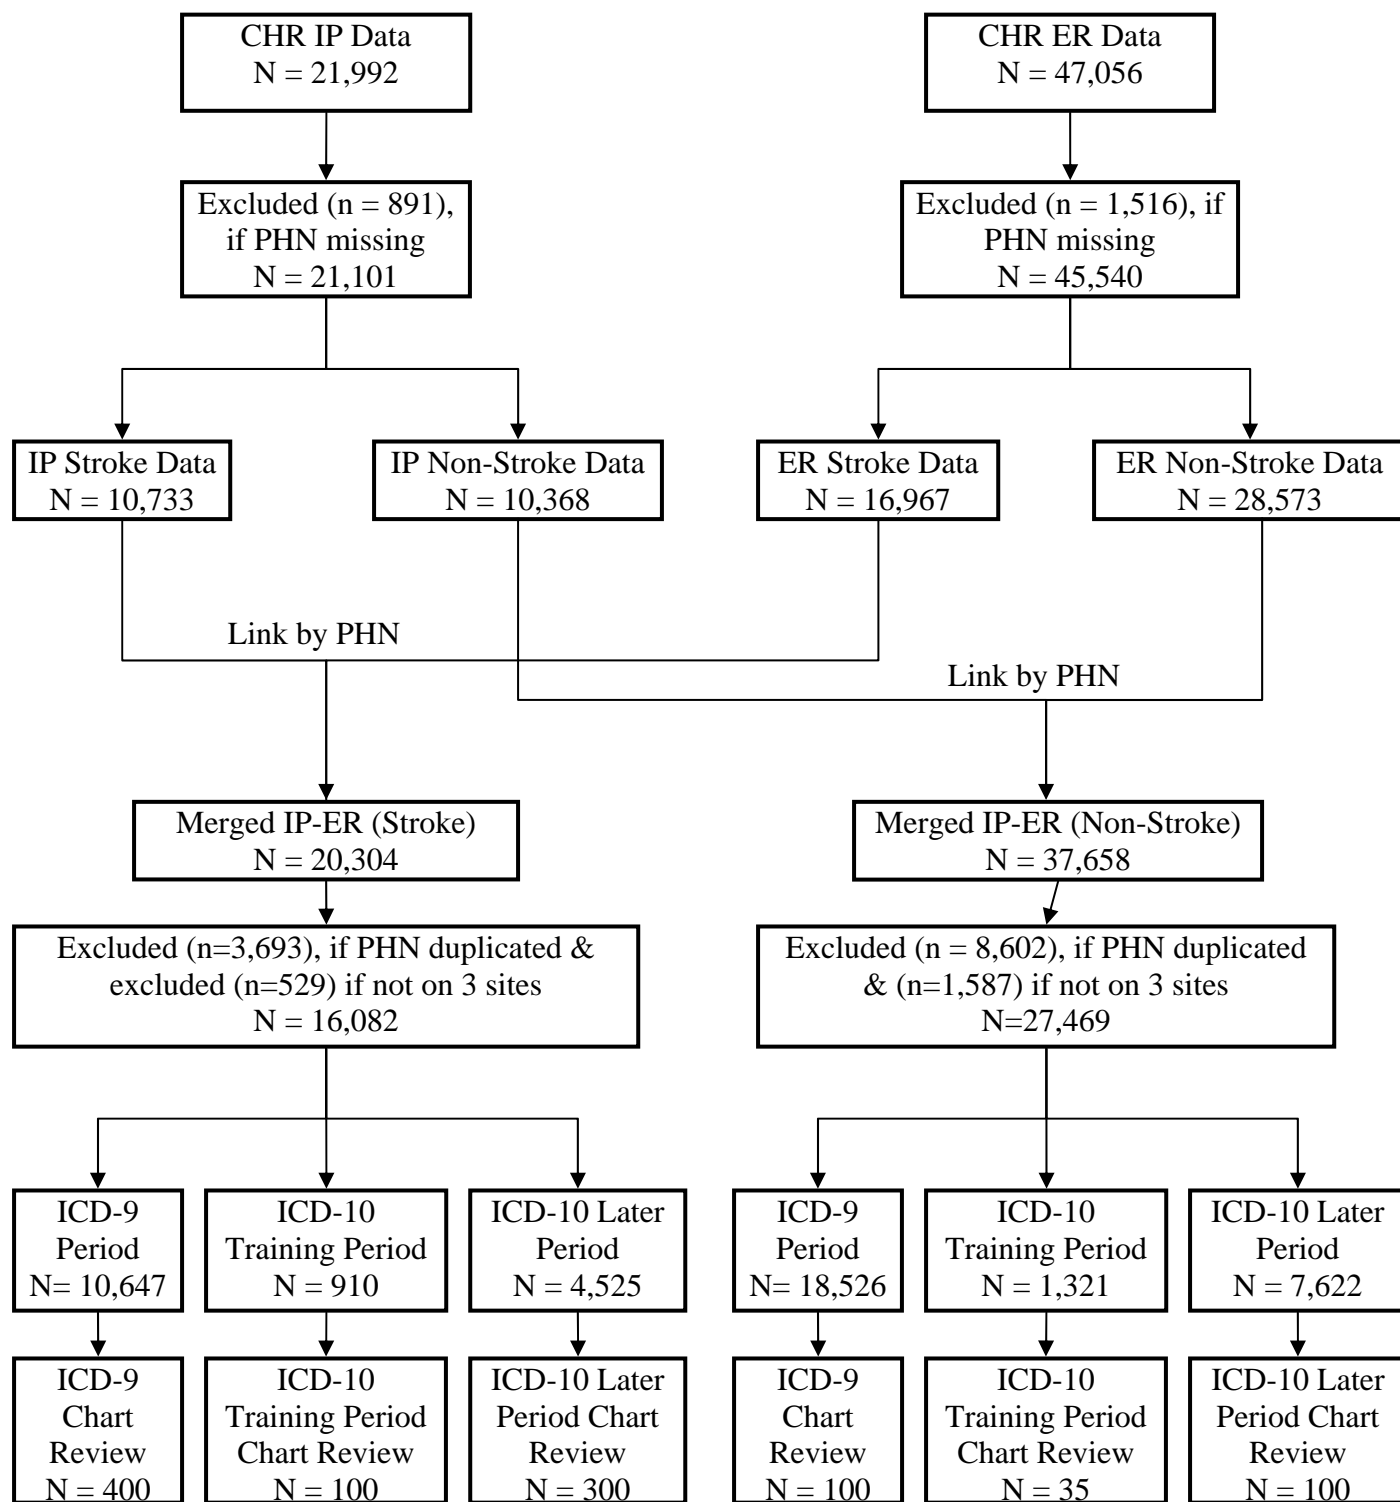 CHR IP Data
N = 21,992
CHR ER Data
N = 47,056
Excluded (n = 891),
if PHN missing
N = 21,101
Excluded (n = 1,516), if
PHN missing
N = 45,540
IP Stroke Data
N = 10,733
IP Non-Stroke Data
N = 10,368
ER Stroke Data
N = 16,967
ER Non-Stroke Data
N = 28,573
Link by PHN
Link by PHN
Merged IP-ER (Stroke)
N = 20,304
Merged IP-ER (Non-Stroke)
N = 37,658
Excluded (n=3,693), if PHN duplicated &
excluded (n=529) if not on 3 sites
N = 16,082
Excluded (n = 8,602), if PHN duplicated
& (n=1,587) if not on 3 sites
N=27,469
ICD-9
Period
N= 10,647
ICD-10
Training Period
N = 910
ICD-10 Later
Period
N = 4,525
ICD-9
Period
N= 18,526
ICD-10
Training Period
N = 1,321
ICD-10 Later
Period
N = 7,622
ICD-9
Chart
Review
N = 400
ICD-10
Training Period
Chart Review
N = 100
ICD-10 Later
Period Chart
Review
N = 300
ICD-9
Chart
Review
N = 100
ICD-10
Training Period
Chart Review
N = 35
ICD-10 Later
Period Chart
Review
N = 100